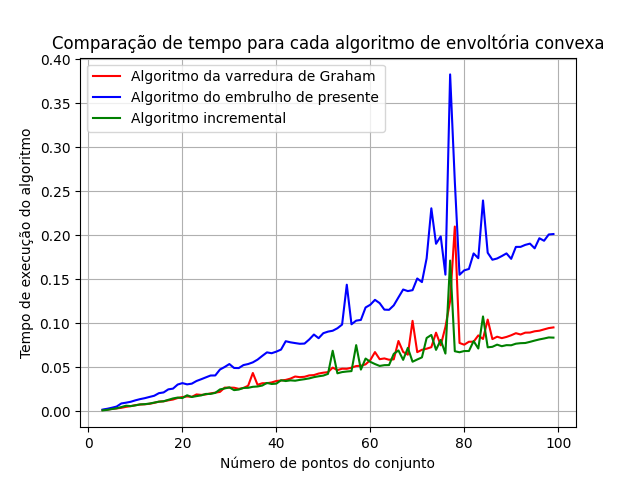 Comparação de tempo para cada algoritmo de envoltória convexa
Algoritmo da varredura de Graham
Algoritmo do embrulho de presente
Algoritmo incremental
Tempo de execução do algoritmo
0.40
0.35
0.30
0.25
0.20
0.15
0.10
0.05
0.00
0 20 40 60 80 100
Número de pontos do conjunto